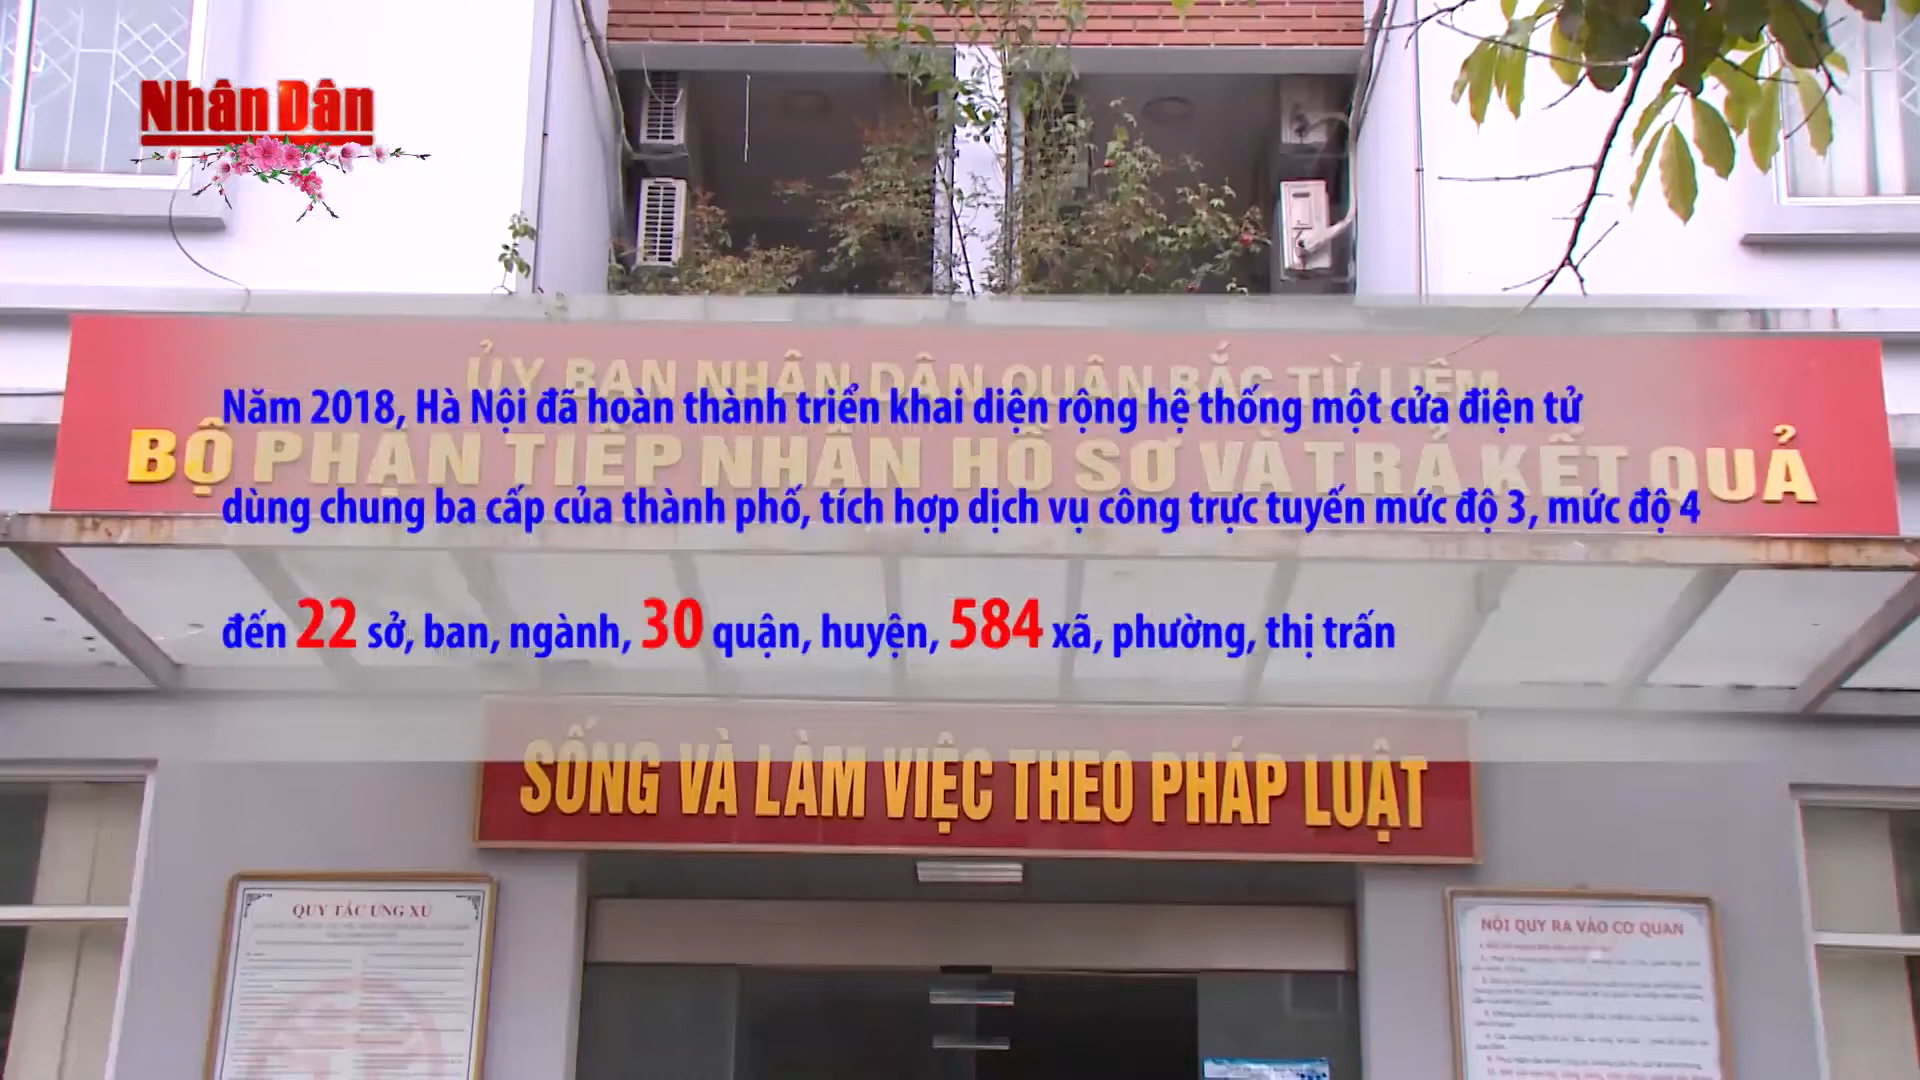 Nhân Dân
ỦY BAN NHÂN DÂN QUẬN BẮC TỪ LIÊM
Năm 2018, Hà Nội đã hoàn thành triển khai diện rộng hệ thống một cửa điện tử
BỘ PHẬN TIẾP NHẬN HỒ SƠ VÀ TRẢ KẾT QUẢ
dùng chung ba cấp của thành phố, tích hợp dịch vụ công trực tuyến mức độ 3, mức độ 4
đến 22 sở, ban, ngành, 30 quận, huyện, 584 xã, phường, thị trấn
SỐNG VÀ LÀM VIỆC THEO PHÁP LUẬT
QUY TẮC ỨNG XỬ
NỘI QUY RA VÀO CƠ QUAN